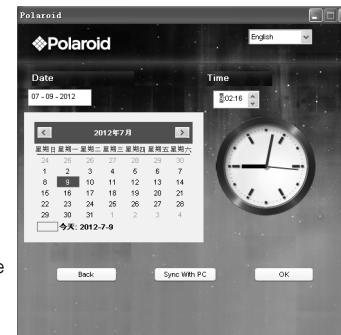 Polaroid
English
Polaroid
Date
Time
07 - 09 - 2012
:02:16
2012年7月
星期日 星期一 星期二 星期三 星期四 星期五 星期六
24 25 26 27 28 29 30
1 2 3 4 5 6 7
8 9 10 11 12 13 14
15 16 17 18 19 20 21
22 23 24 25 26 27 28
29 30 31 1 2 3 4
今天: 2012-7-9
e
Back
Sync With PC
OK